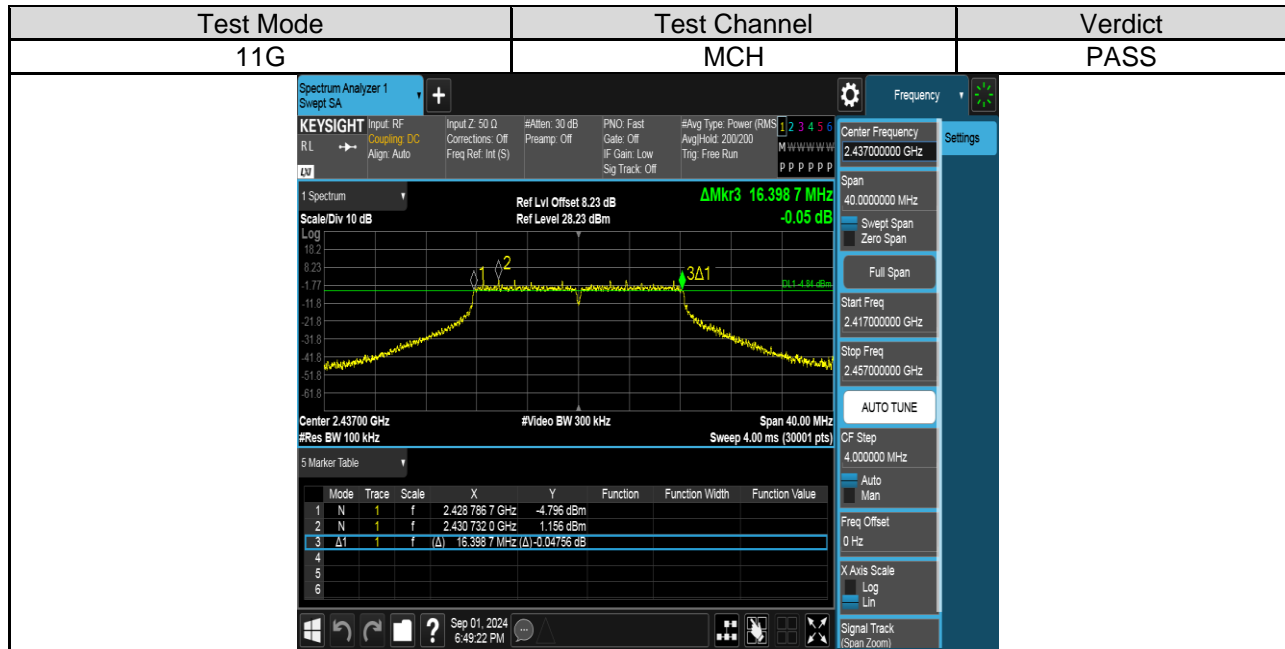 Test Mode Test Channel Verdict
11G MCH PASS
Spectrum Analyzer 1
Swept SA
+
Frequency
KEYSIGHT
RL
LXI
Input: RF
Coupling: DC
Align: Auto
Input Z: 50 Ω
Corrections: Off
Freq Ref: Int (S)
#Atten: 30 dB
Preamp: Off
PNO: Fast
Gate: Off
IF Gain: Low
Sig Track: Off
#Avg Type: Power (RMS
Avg|Hold: 200/200
Trig: Free Run
1 2 3 4 5 6
M W W W W W
P P P P P P
1 Spectrum
Scale/Div 10 dB
Ref Lvl Offset 8.23 dB
Ref Level 28.23 dBm
ΔMkr3 16.398 7 MHz
-0.05 dB
Log
18.2
8.23
-1.77
-11.8
-21.8
-31.8
-41.8
-51.8
-61.8
1
2
3Δ1
DL1 -4.84 dBm
Center 2.43700 GHz #Video BW 300 kHz Span 40.00 MHz
#Res BW 100 kHz Sweep 4.00 ms (30001 pts)
5 Marker Table
Mode Trace Scale X Y Function Function Width Function Value
1 N 1 f 2.428 786 7 GHz -4.796 dBm
2 N 1 f 2.430 732 0 GHz 1.156 dBm
3 Δ1 1 f (Δ) 16.398 7 MHz (Δ) -0.04756 dB
4
5
6
?
Sep 01, 2024
6:49:22 PM
Center Frequency
2.437000000 GHz
Settings
Span
40.0000000 MHz
Swept Span
Zero Span
Full Span
Start Freq
2.417000000 GHz
Stop Freq
2.457000000 GHz
AUTO TUNE
CF Step
4.000000 MHz
Auto
Man
Freq Offset
0 Hz
X Axis Scale
Log
Lin
Signal Track
(Span Zoom)